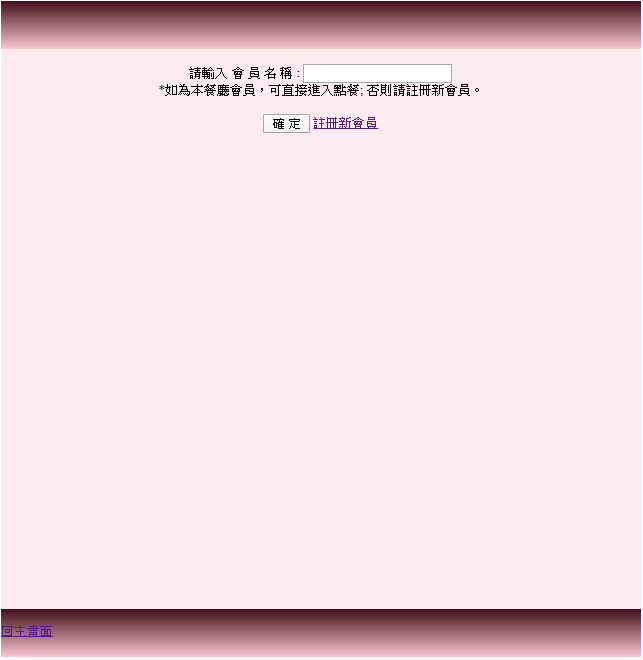 請輸入 會 員 名 稱 :
*如為本餐廳會員，可直接進入點餐; 否則請註冊新會員。
確 定 註冊新會員
回主畫面